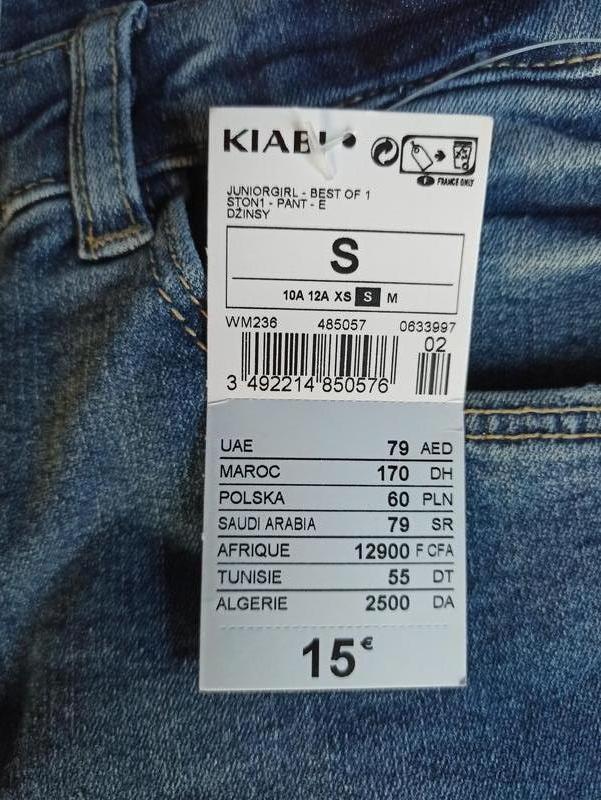 KIABI
FRANCE ONLY
JUNIORGIRL - BEST OF 1
STON1 - PANT - E
DŽINSY
S
10A 12A XS S M
WM236 485057 0633997
02
3 492214 850576
UAE 79 AED
MAROC 170 DH
POLSKA 60 PLN
SAUDI ARABIA 79 SR
AFRIQUE 12900 F CFA
TUNISIE 55 DT
ALGERIE 2500 DA
15€